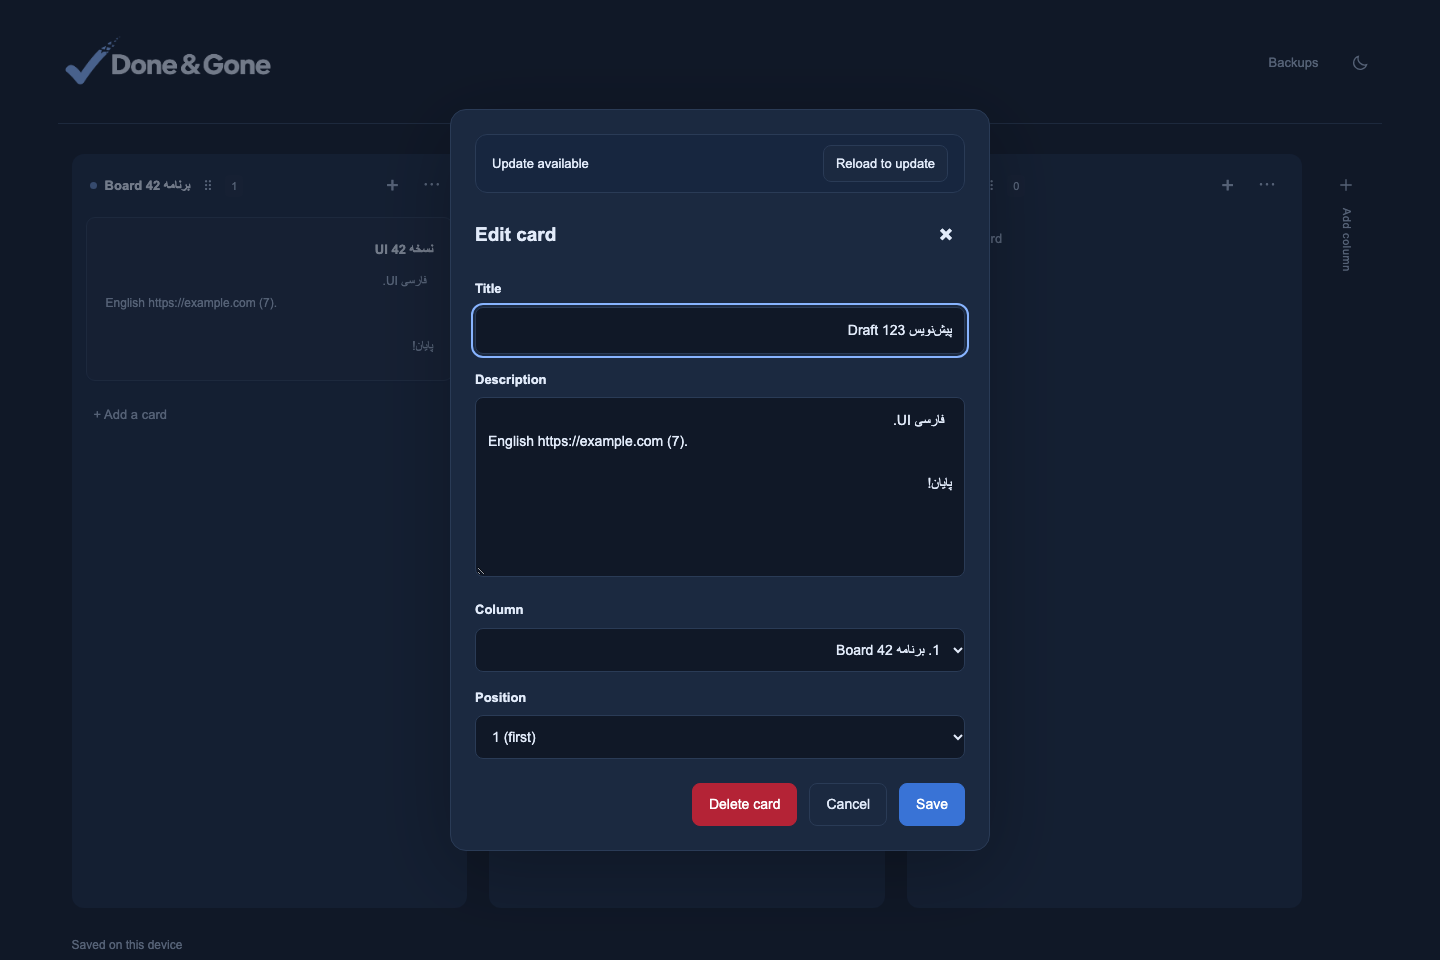 Done & Gone
Backups
Update available
Reload to update
برنامه Board 42
1
0
Add column
Edit card
نسخه UI 42
فارسی UI.
English https://example.com (7).
پایان!
+ Add a card
rd
Title
پیش‌نویس Draft 123
Description
فارسی UI.
English https://example.com (7).
پایان!
Column
1. برنامه Board 42
Position
1 (first)
Delete card
Cancel
Save
Saved on this device